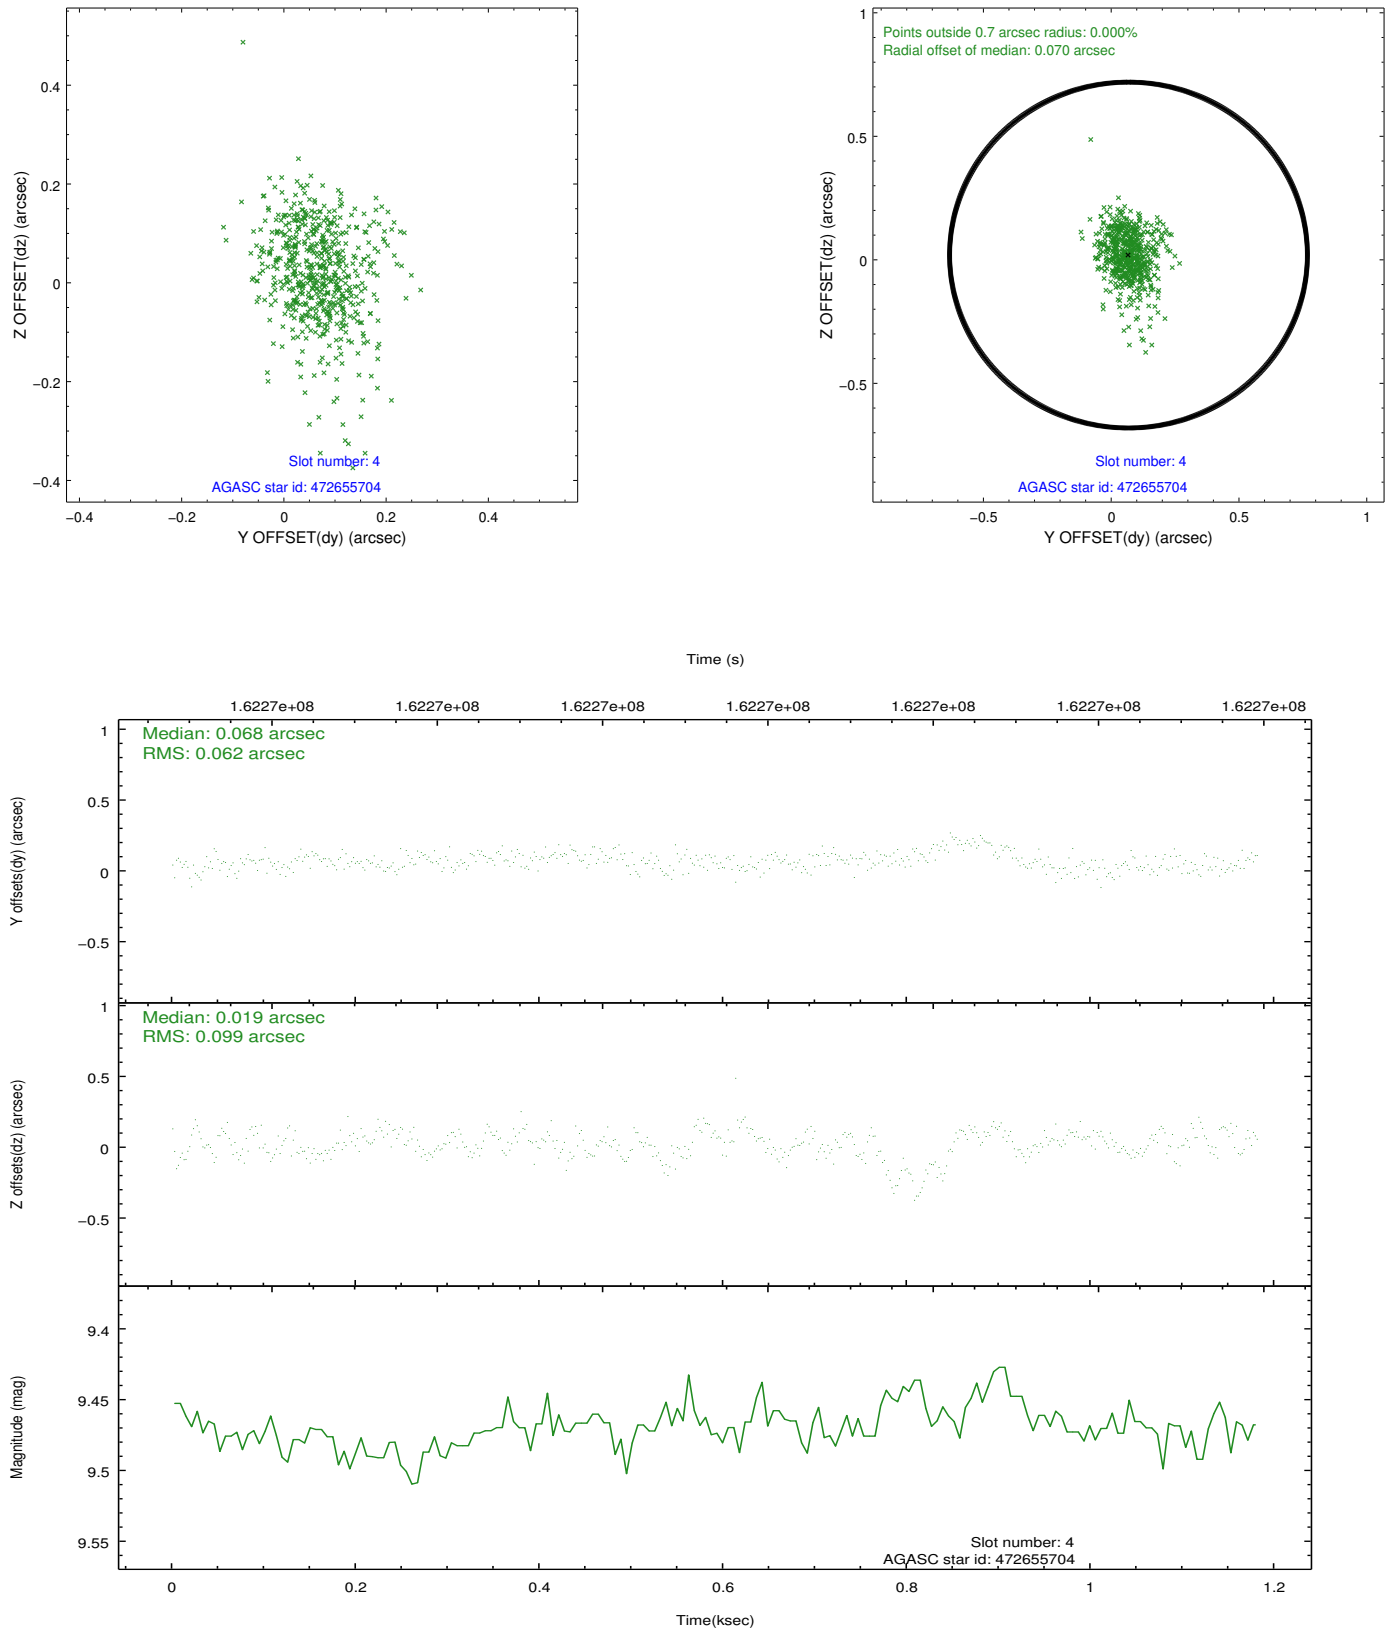 0.4
0.2
0
−0.2
−0.4
Z OFFSET(dz) (arcsec)
Slot number: 4
AGASC star id: 472655704
−0.4 −0.2 0 0.2 0.4
Y OFFSET(dy) (arcsec)
1
0.5
0
−0.5
Z OFFSET(dz) (arcsec)
Points outside 0.7 arcsec radius: 0.000%
Radial offset of median: 0.070 arcsec
Slot number: 4
AGASC star id: 472655704
−0.5 0 0.5 1
Y OFFSET(dy) (arcsec)
Time (s)
1.6227e+08 1.6227e+08 1.6227e+08 1.6227e+08 1.6227e+08 1.6227e+08 1.6227e+08
Median: 0.068 arcsec
RMS: 0.062 arcsec
1
0.5
0
−0.5
Y offsets(dy) (arcsec)
Median: 0.019 arcsec
RMS: 0.099 arcsec
1
0.5
0
−0.5
Z offsets(dz) (arcsec)
9.4
9.45
9.5
9.55
Magnitude (mag)
Slot number: 4
AGASC star id: 472655704
0 0.2 0.4 0.6 0.8 1 1.2
Time(ksec)